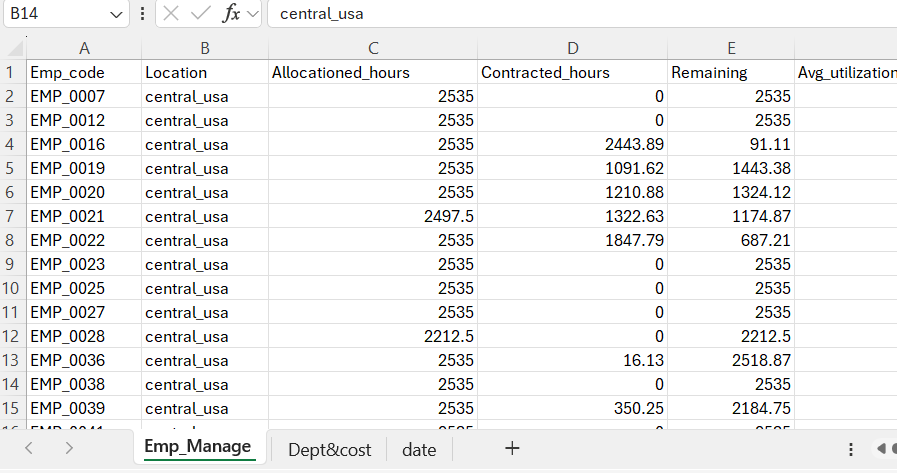 B14 fx central_usa
A B C D E
1 Emp_code Location Allocationed_hours Contracted_hours Remaining Avg_utilization
2 EMP_0007 central_usa 2535 0 2535
3 EMP_0012 central_usa 2535 0 2535
4 EMP_0016 central_usa 2535 2443.89 91.11
5 EMP_0019 central_usa 2535 1091.62 1443.38
6 EMP_0020 central_usa 2535 1210.88 1324.12
7 EMP_0021 central_usa 2497.5 1322.63 1174.87
8 EMP_0022 central_usa 2535 1847.79 687.21
9 EMP_0023 central_usa 2535 0 2535
10 EMP_0025 central_usa 2535 0 2535
11 EMP_0027 central_usa 2535 0 2535
12 EMP_0028 central_usa 2212.5 0 2212.5
13 EMP_0036 central_usa 2535 16.13 2518.87
14 EMP_0038 central_usa 2535 0 2535
15 EMP_0039 central_usa 2535 350.25 2184.75
Emp_Manage Dept&cost date